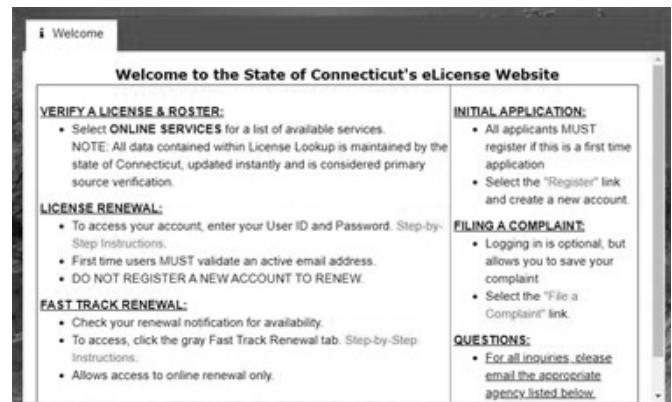 i Welcome
Welcome to the State of Connecticut's eLicense Website
VERIFY A LICENSE & ROSTER:
• Select ONLINE SERVICES for a list of available services.
NOTE: All data contained within License Lookup is maintained by the
state of Connecticut, updated instantly and is considered primary
source verification.
LICENSE RENEWAL:
• To access your account, enter your User ID and Password. Step-by-
Step Instructions.
• First time users MUST validate an active email address.
• DO NOT REGISTER A NEW ACCOUNT TO RENEW.
FAST TRACK RENEWAL:
• Check your renewal notification for availability.
• To access, click the gray Fast Track Renewal tab. Step-by-Step
Instructions.
• Allows access to online renewal only.
INITIAL APPLICATION:
• All applicants MUST
register if this is a first time
application
• Select the "Register" link
and create a new account.
FILING A COMPLAINT:
• Logging in is optional, but
allows you to save your
complaint
• Select the "File a
Complaint" link.
QUESTIONS:
• For all inquiries, please
email the appropriate
agency listed below.